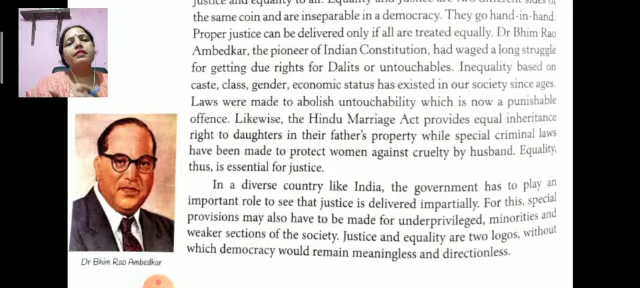 justice and equality to all. Equality and justice are two different sides of
the same coin and are inseparable in a democracy. They go hand-in-hand.
Proper justice can be delivered only if all are treated equally. Dr Bhim Rao
Ambedkar, the pioneer of Indian Constitution, had waged a long struggle
for getting due rights for Dalits or untouchables. Inequality based on
caste, class, gender, economic status has existed in our society since ages.
Laws were made to abolish untouchability which is now a punishable
offence. Likewise, the Hindu Marriage Act provides equal inheritance
right to daughters in their father's property while special criminal laws
have been made to protect women against cruelty by husband. Equality,
thus, is essential for justice.
In a diverse country like India, the government has to play an
important role to see that justice is delivered impartially. For this, special
provisions may also have to be made for underprivileged, minorities and
weaker sections of the society. Justice and equality are two logos, without
which democracy would remain meaningless and directionless.
Dr Bhim Rao Ambedkar